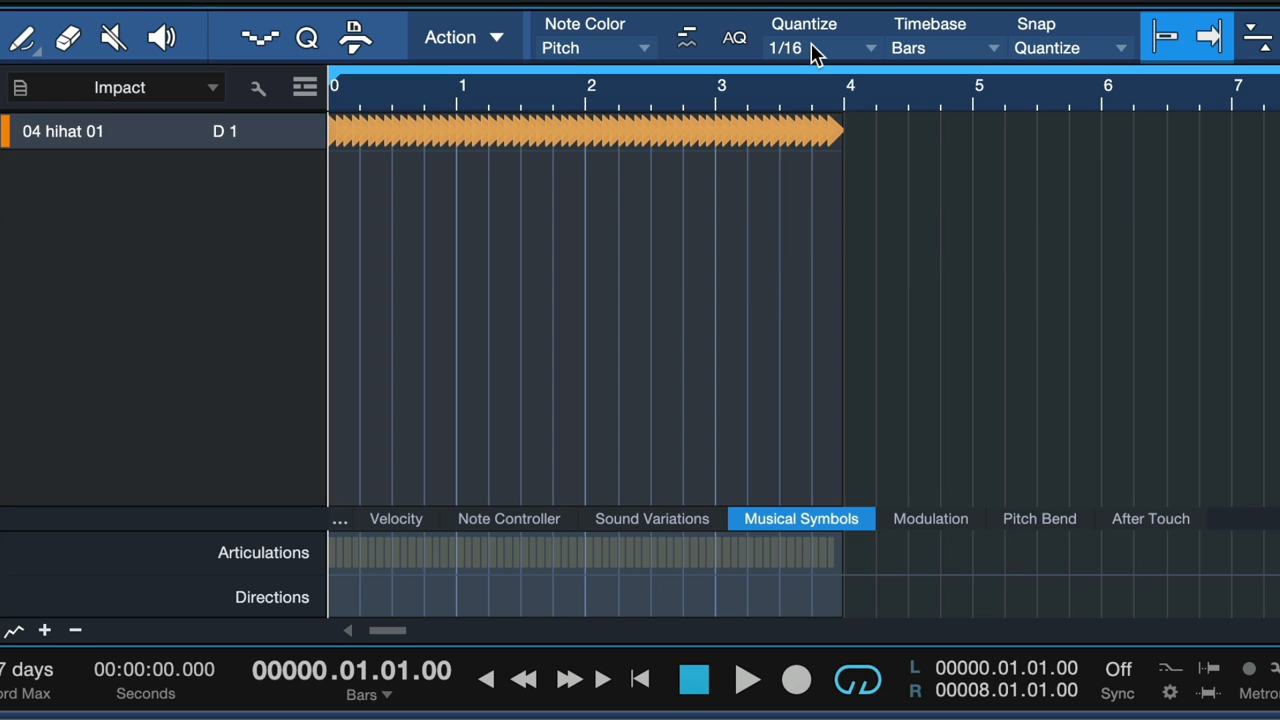 Action
Note Color
Pitch
AQ
Quantize
1/16
Timebase
Bars
Snap
Quantize
Impact
0 1 2 3 4 5 6 7
04 hihat 01 D 1
... Velocity Note Controller Sound Variations Musical Symbols Modulation Pitch Bend After Touch
Articulations
Directions
7 days
ord Max
00:00:00.000
Seconds
00000.01.01.00
Bars
L 00000.01.01.00
R 00008.01.01.00
Off
Sync
Metro